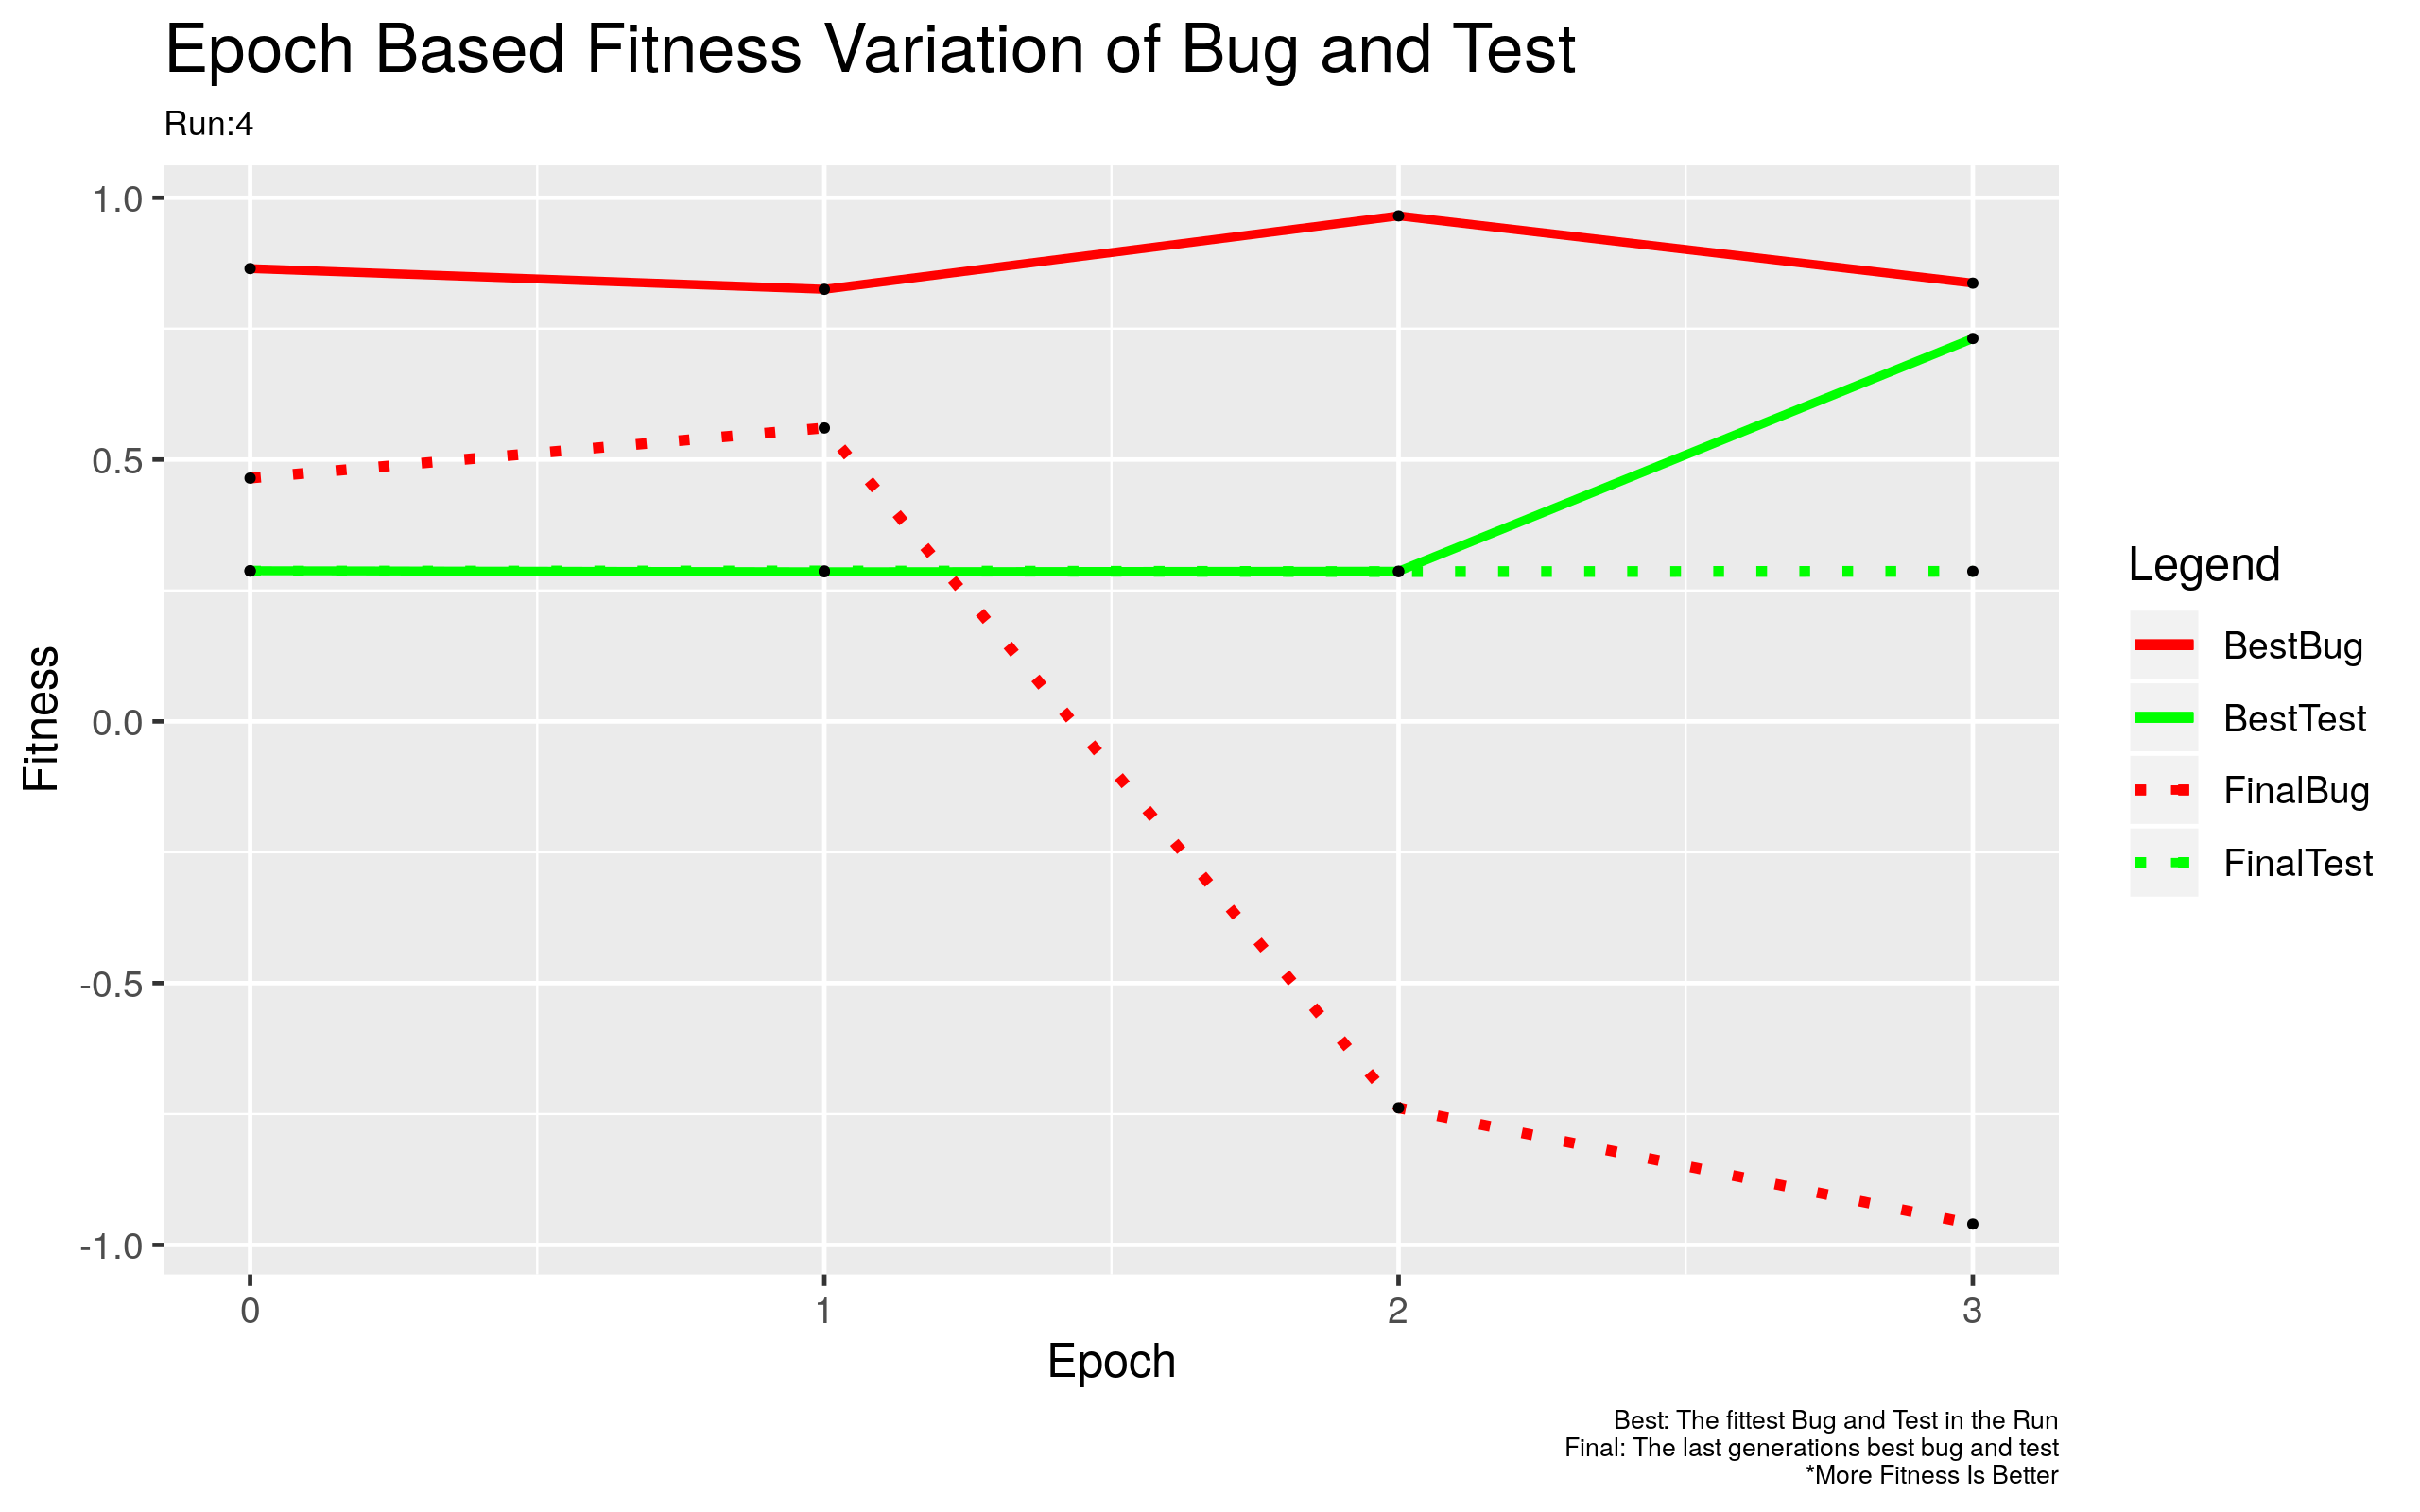 Epoch Based Fitness Variation of Bug and Test
Run:4
1.0
0.5
0.0
-0.5
-1.0
Fitness
0 1 2 3
Epoch
Legend
BestBug
BestTest
FinalBug
FinalTest
Best: The fittest Bug and Test in the Run
Final: The last generations best bug and test
*More Fitness Is Better